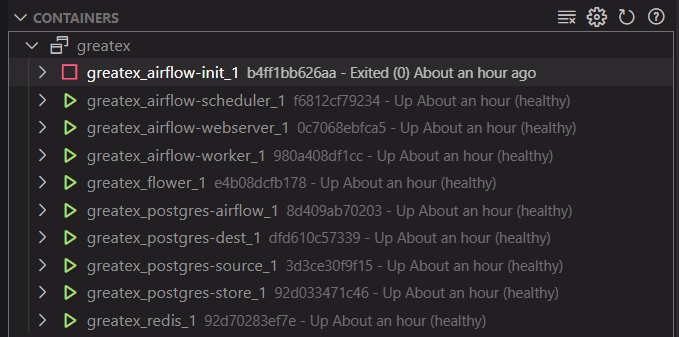 CONTAINERS
greatex
greatex_airflow-init_1 b4ff1bb626aa - Exited (0) About an hour ago
greatex_airflow-scheduler_1 f6812cf79234 - Up About an hour (healthy)
greatex_airflow-webserver_1 0c7068ebfca5 - Up About an hour (healthy)
greatex_airflow-worker_1 980a408df1cc - Up About an hour (healthy)
greatex_flower_1 e4b08dcfb178 - Up About an hour (healthy)
greatex_postgres-airflow_1 8d409ab70203 - Up About an hour (healthy)
greatex_postgres-dest_1 dfd610c57339 - Up About an hour (healthy)
greatex_postgres-source_1 3d3ce30f9f15 - Up About an hour (healthy)
greatex_postgres-store_1 92d033471c46 - Up About an hour (healthy)
greatex_redis_1 92d70283ef7e - Up About an hour (healthy)